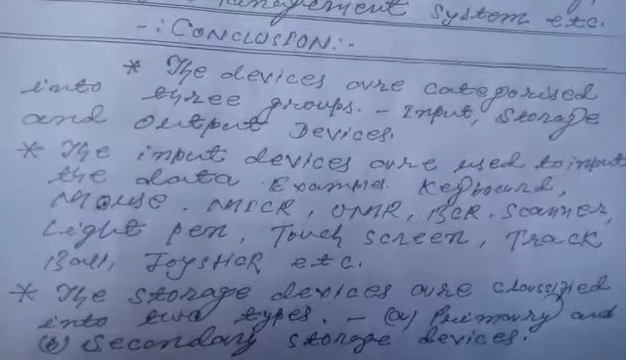 management system etc.
-: CONCLUSION:-
* The devices are categorised
into three groups. - Input, Storage
and Output Devices.
* The input devices are used to input
the data Example. Keyboard,
Mouse. MICR, OMR, BCR. Scanner,
Light pen, Touch screen, Track
Ball, Joystick etc.
* The storage devices are classified
into two types. - (a) Primary and
(b) Secondary storage devices.